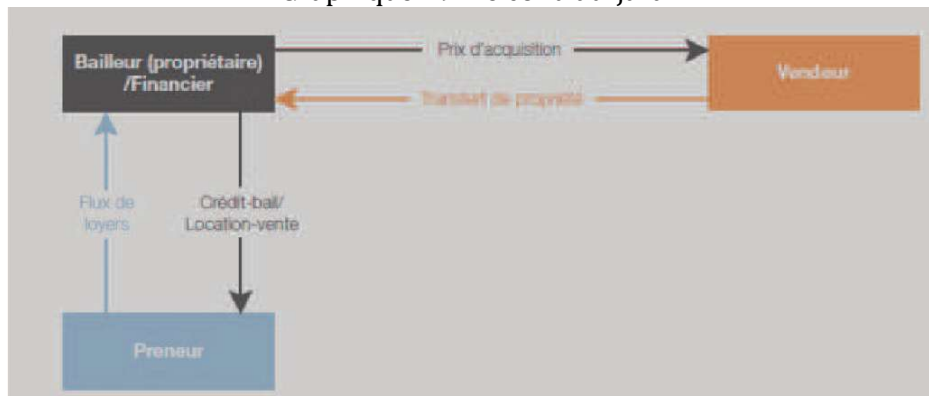 Bailleur (propriétaire)
/Financier
Prix d'acquisition
Vendeur
Transfert de propriété
Flux de
loyers
Crédit-bail/
Location-vente
Preneur